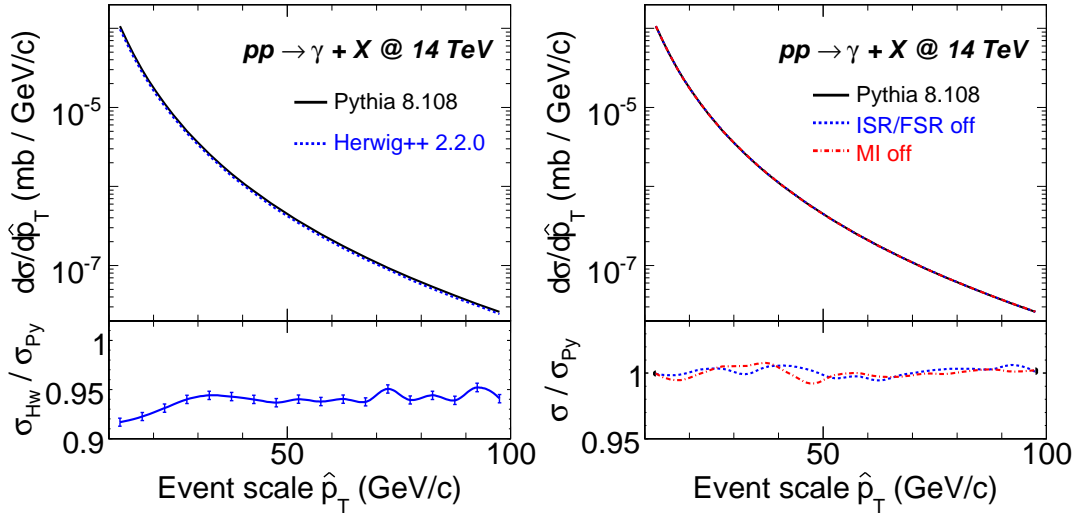 pp → γ + X @ 14 TeV
Pythia 8.108
Herwig++ 2.2.0
10^-5
10^-7
dσ/dp̂_T (mb / GeV/c)
1
0.95
0.9
σ_Hw / σ_Py
50
100
Event scale p̂_T (GeV/c)
pp → γ + X @ 14 TeV
Pythia 8.108
ISR/FSR off
MI off
10^-5
10^-7
dσ/dp̂_T (mb / GeV/c)
1
0.95
σ / σ_Py
50
100
Event scale p̂_T (GeV/c)